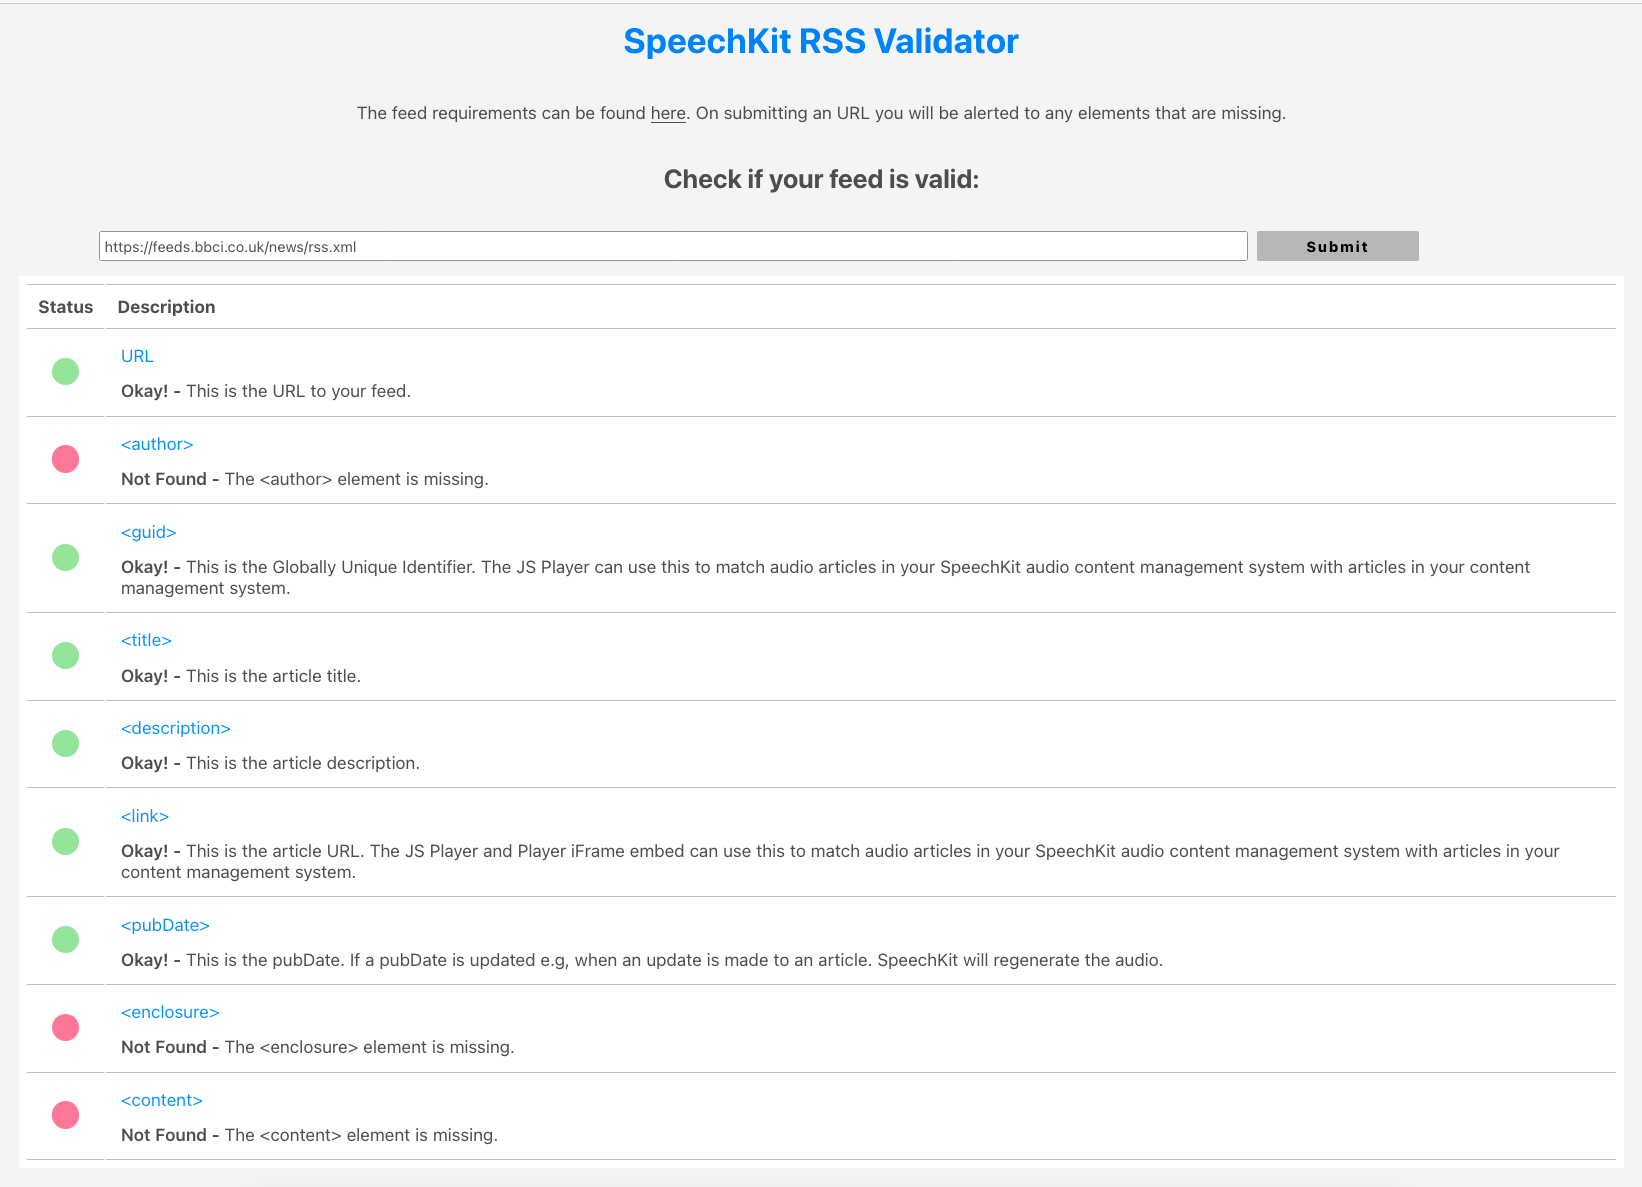 SpeechKit RSS Validator
The feed requirements can be found here. On submitting an URL you will be alerted to any elements that are missing.
Check if your feed is valid:
https://feeds.bbci.co.uk/news/rss.xml Submit
Status Description
URL
Okay! - This is the URL to your feed.
<author>
Not Found - The <author> element is missing.
<guid>
Okay! - This is the Globally Unique Identifier. The JS Player can use this to match audio articles in your SpeechKit audio content management system with articles in your content
management system.
<title>
Okay! - This is the article title.
<description>
Okay! - This is the article description.
<link>
Okay! - This is the article URL. The JS Player and Player iFrame embed can use this to match audio articles in your SpeechKit audio content management system with articles in your
content management system.
<pubDate>
Okay! - This is the pubDate. If a pubDate is updated e.g, when an update is made to an article. SpeechKit will regenerate the audio.
<enclosure>
Not Found - The <enclosure> element is missing.
<content>
Not Found - The <content> element is missing.